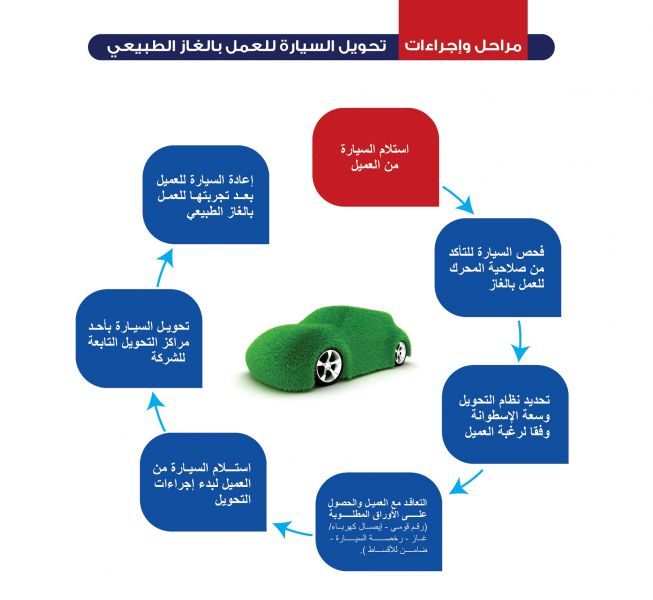 مراحل وإجراءات تحويل السيارة للعمل بالغاز الطبيعي
استلام السيارة
من العميل
فحص السيارة للتأكد
من صلاحية المحرك
للعمل بالغاز
تحديد نظام التحويل
وسعة الإسطوانة
وفقا لرغبة العميل
التعاقد مع العميل والحصول
على الأوراق المطلوبة
(رقم قومي - إيصال كهرباء/
غاز - رخصة السيارة -
ضامن للأقساط ).
استلام السيارة من
العميل لبدء إجراءات
التحويل
تحويل السيارة بأحد
مراكز التحويل التابعة
للشركة
إعادة السيارة للعميل
بعد تجربتها للعمل
بالغاز الطبيعي